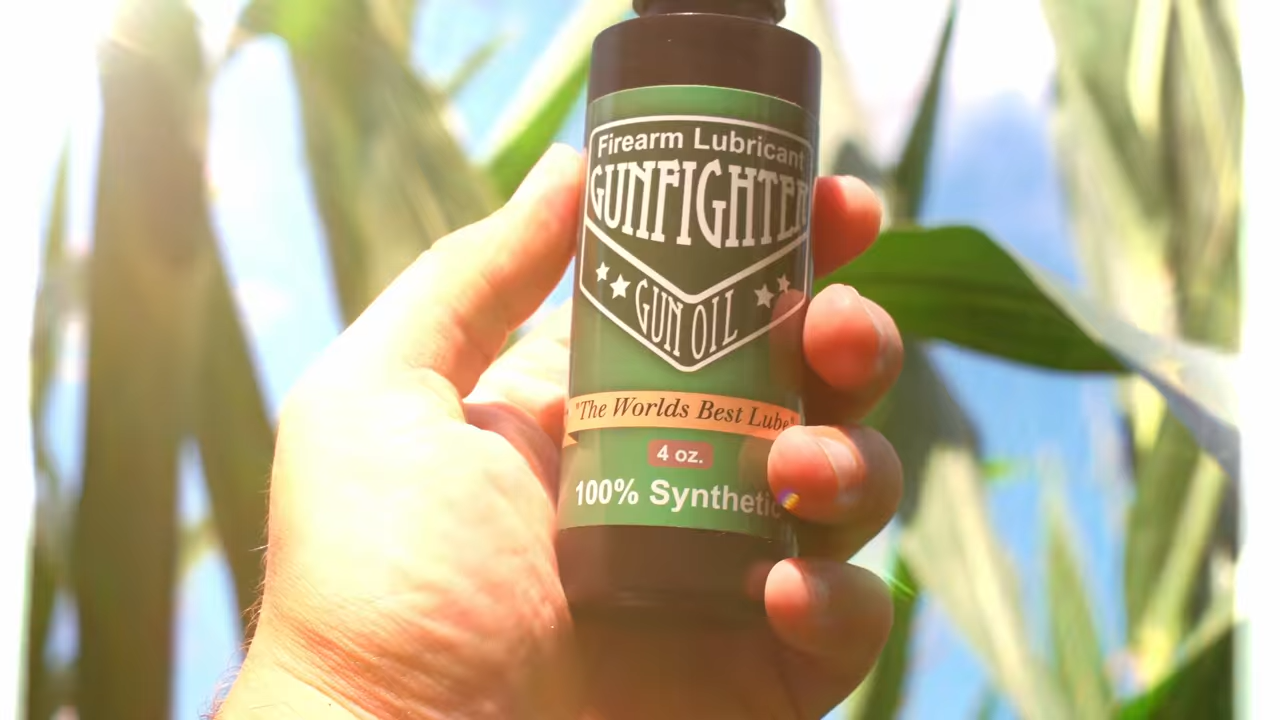 Firearm Lubricant
GUNFIGHTER
GUN OIL
"The Worlds Best Lube"
4 oz.
100% Synthetic